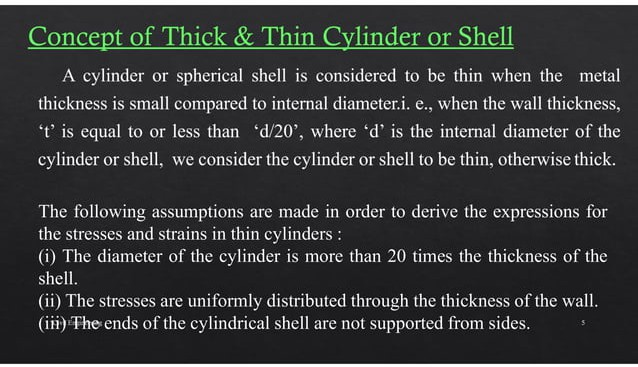 Concept of Thick & Thin Cylinder or Shell
A cylinder or spherical shell is considered to be thin when the metal
thickness is small compared to internal diameter.i. e., when the wall thickness,
‘t’ is equal to or less than ‘d/20’, where ‘d’ is the internal diameter of the
cylinder or shell, we consider the cylinder or shell to be thin, otherwise thick.
The following assumptions are made in order to derive the expressions for
the stresses and strains in thin cylinders :
(i) The diameter of the cylinder is more than 20 times the thickness of the
shell.
(ii) The stresses are uniformly distributed through the thickness of the wall.
(iii) The ends of the cylindrical shell are not supported from sides.
5